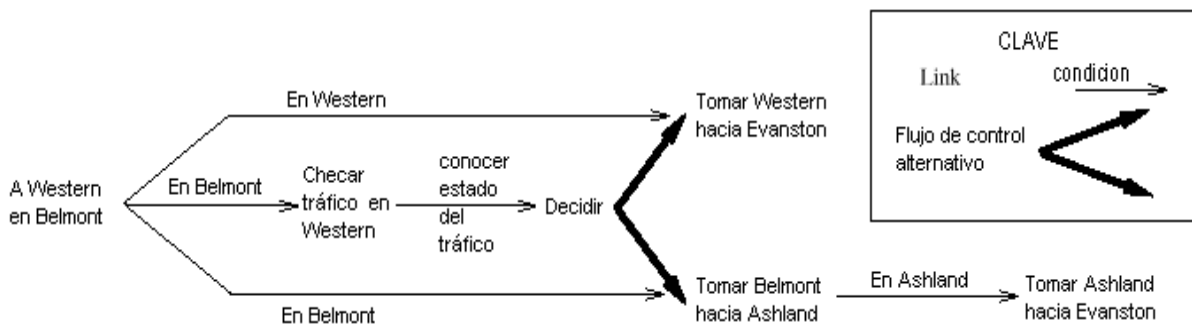 En Western
Tomar Western
hacia Evanston
A Western
en Belmont
En Belmont
Checar
tráfico en
Western
conocer
estado
del
tráfico
Decidir
En Belmont
Tomar Belmont
hacia Ashland
En Ashland
Tomar Ashland
hacia Evanston
CLAVE
Link
condicion
Flujo de control
alternativo